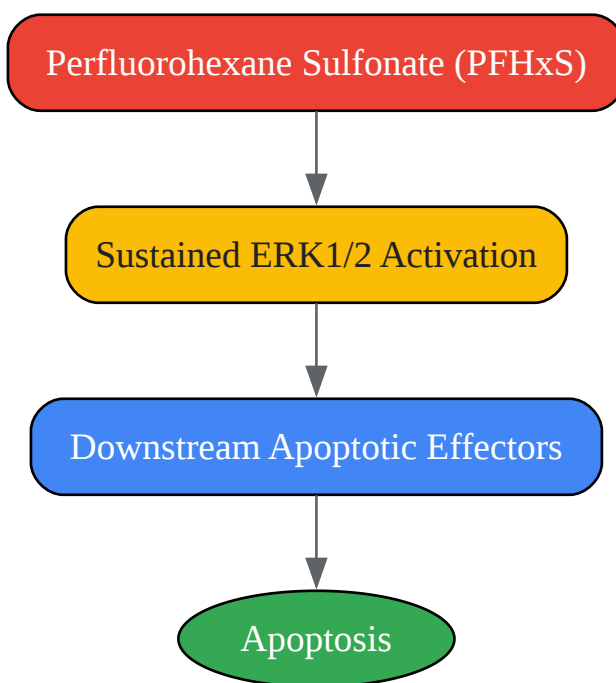 Perfluorohexane Sulfonate (PFHxS)
Sustained ERK1/2 Activation
Downstream Apoptotic Effectors
Apoptosis